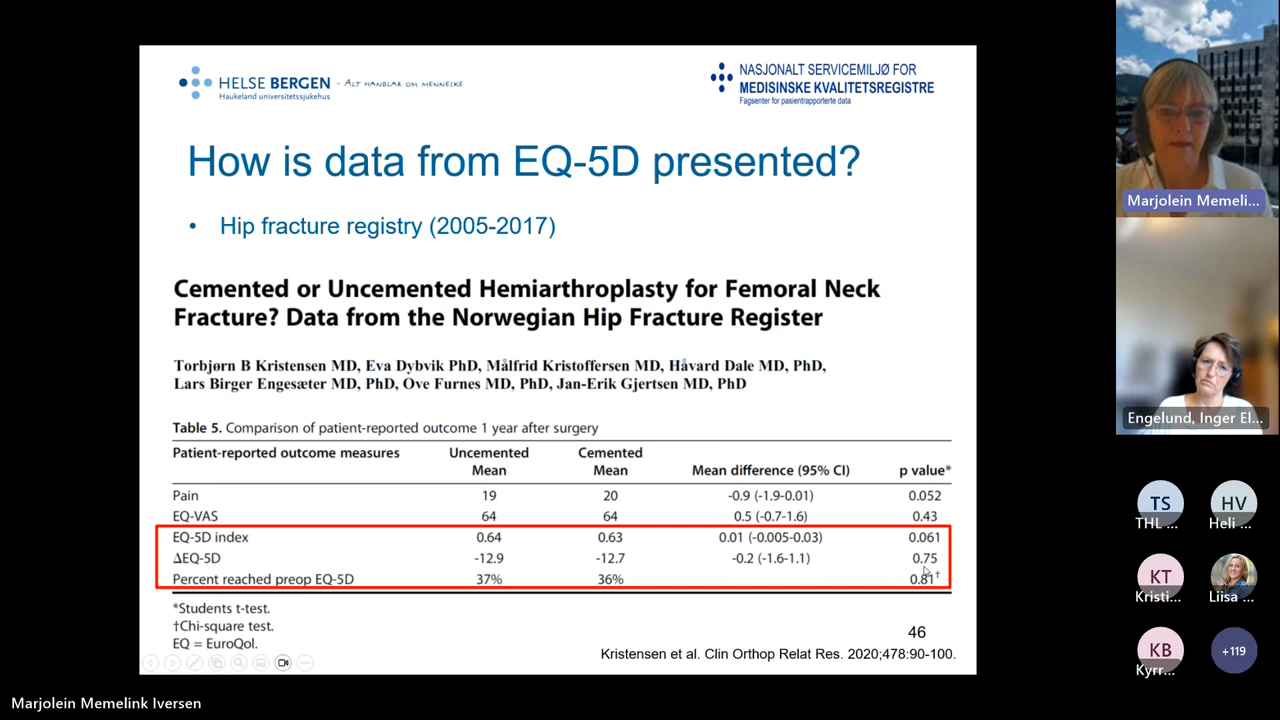 HELSE BERGEN - ALT HANDLAR OM MENNESKE
Haukeland universitetssjukehus
NASJONALT SERVICEMILJØ FOR
MEDISINSKE KVALITETSREGISTRE
Fagsenter for pasientrapporterte data
How is data from EQ-5D presented?
• Hip fracture registry (2005-2017)
Cemented or Uncemented Hemiarthroplasty for Femoral Neck
Fracture? Data from the Norwegian Hip Fracture Register
Torbjørn B Kristensen MD, Eva Dybvik PhD, Målfrid Kristoffersen MD, Håvard Dale MD, PhD,
Lars Birger Engesæter MD, PhD, Ove Furnes MD, PhD, Jan-Erik Gjertsen MD, PhD
Table 5. Comparison of patient-reported outcome 1 year after surgery
Patient-reported outcome measures Uncemented Mean Cemented Mean Mean difference (95% CI) p value*
Pain 19 20 -0.9 (-1.9-0.01) 0.052
EQ-VAS 64 64 0.5 (-0.7-1.6) 0.43
EQ-5D index 0.64 0.63 0.01 (-0.005-0.03) 0.061
ΔEQ-5D -12.9 -12.7 -0.2 (-1.6-1.1) 0.75
Percent reached preop EQ-5D 37% 36% 0.81†
*Students t-test.
†Chi-square test.
EQ = EuroQol.
46
Kristensen et al. Clin Orthop Relat Res. 2020;478:90-100.
Marjolein Memeli...
Engelund, Inger El...
TS
THL ...
HV
Heli ...
KT
Kristi...
Liisa ...
KB
Kyrr...
+119
Marjolein Memelink Iversen